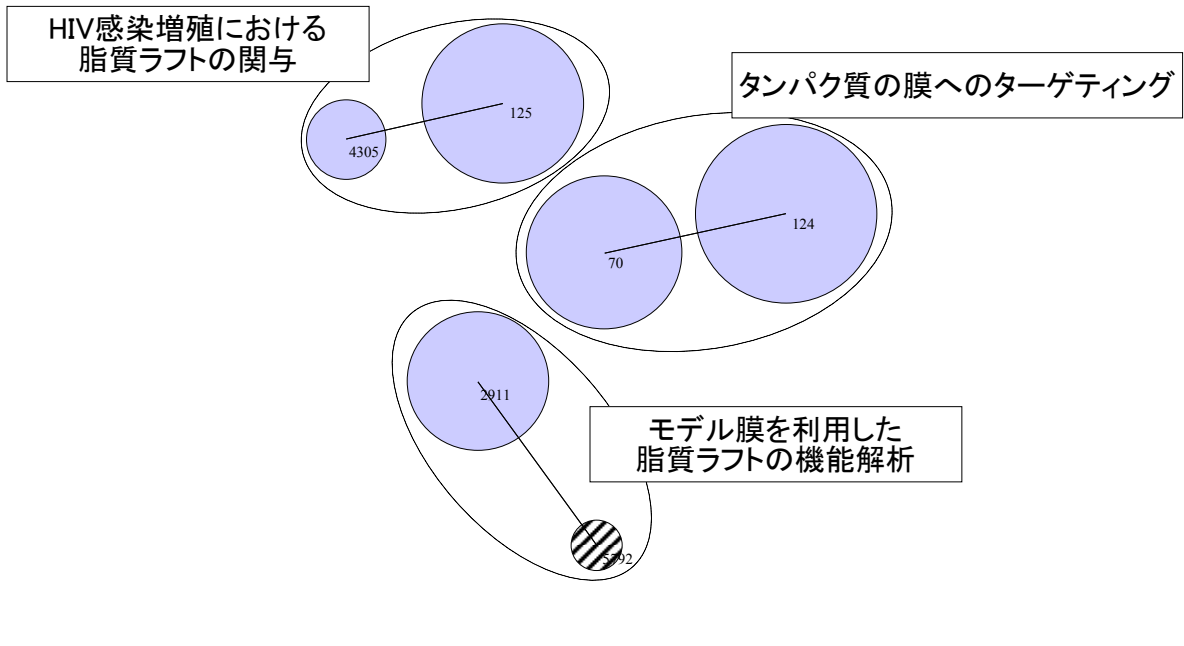 HIV感染増殖における
脂質ラフトの関与
タンパク質の膜へのターゲティング
125
4305
124
70
2911
モデル膜を利用した
脂質ラフトの機能解析
5792